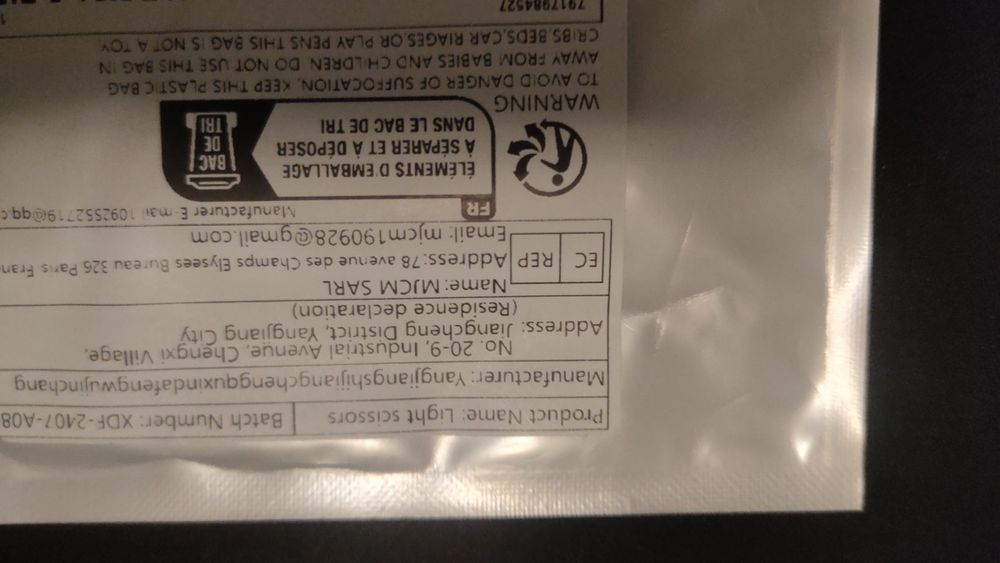 Product Name: Light scissors
Batch Number: XDF-2407-A08
Manufacturer: Yangjiangshijiangchengquxindafengwujinchang
Address: No. 20-9, Industrial Avenue, Chengxi Village,
Jiangcheng District, Yangjiang City
(Residence declaration)
EC REP
Name: MJCM SARL
Address: 78 avenue des Champs Elysees Bureau 326 Paris
Email: mjcm190928@gmail.com
Manufacturer E-mail 1092552719@qq.c
FR
ÉLÉMENTS D'EMBALLAGE
À SÉPARER ET À DÉPOSER
DANS LE BAC DE TRI
BAC
DE
TRI
WARNING
TO AVOID DANGER OF SUFFOCATION, KEEP THIS PLASTIC BAG
AWAY FROM BABIES AND CHILDREN DO NOT USE THIS BAG IN
CRIBS,BEDS,CAR RIAGES,OR PLAY PENS THIS BAG IS NOT A TOY
7917984527